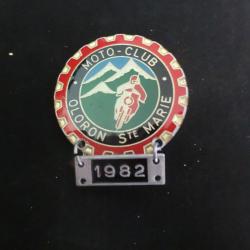 MOTO-CLUB
OLORON STE MARIE
1982